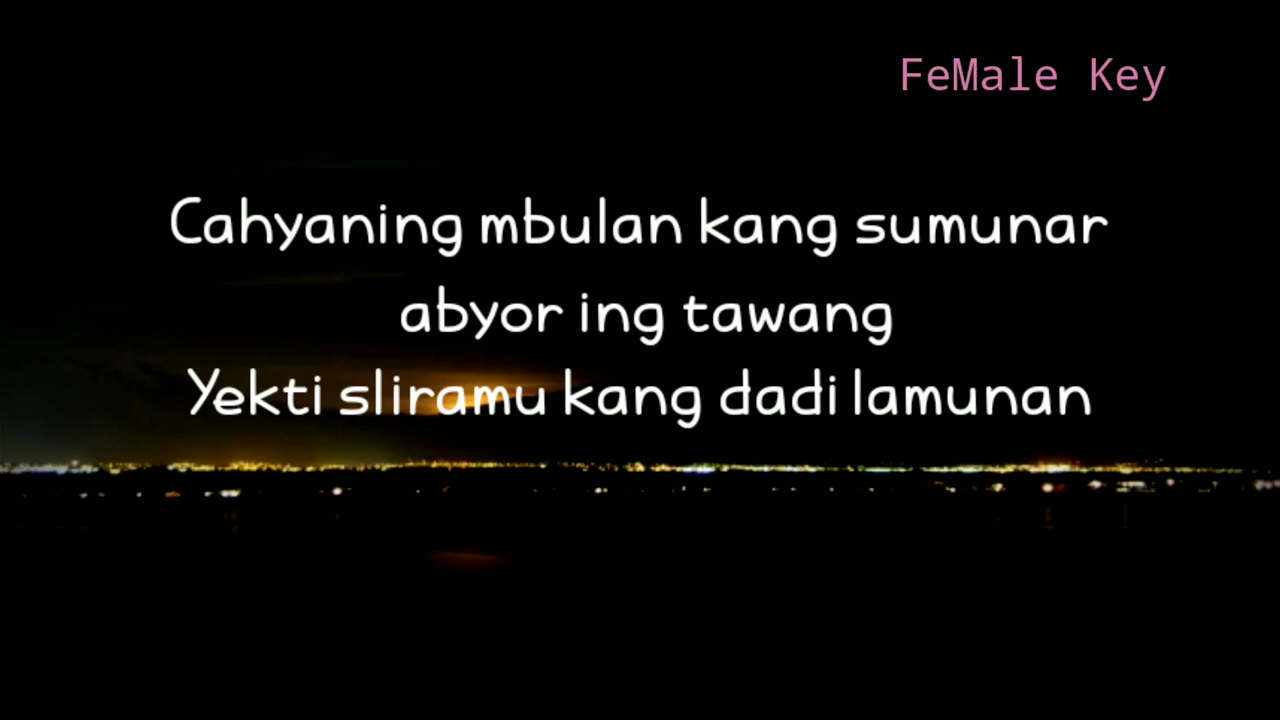 FeMale Key
Cahyaning mbulan kang sumunar
abyor ing tawang
Yekti sliramu kang dadi lamunan